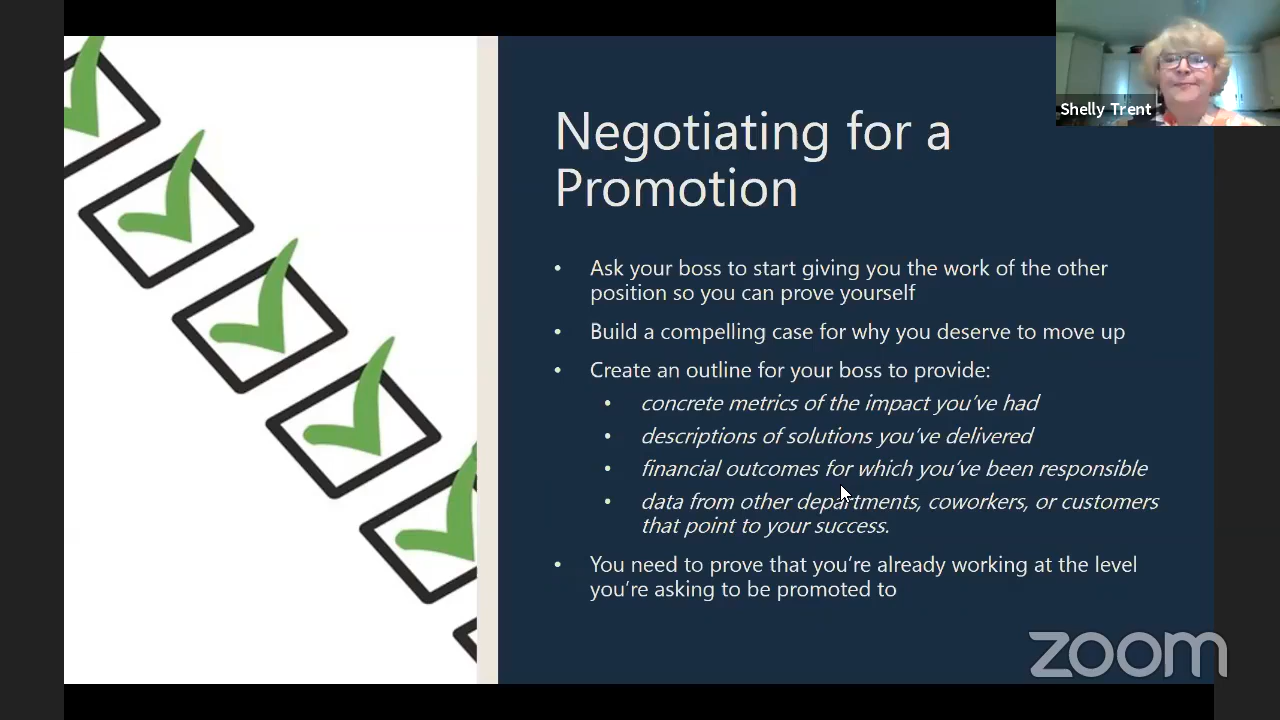 Shelly Trent
Negotiating for a
Promotion
• Ask your boss to start giving you the work of the other
position so you can prove yourself
• Build a compelling case for why you deserve to move up
• Create an outline for your boss to provide:
• concrete metrics of the impact you've had
• descriptions of solutions you've delivered
• financial outcomes for which you've been responsible
• data from other departments, coworkers, or customers
that point to your success.
• You need to prove that you're already working at the level
you're asking to be promoted to
zoom